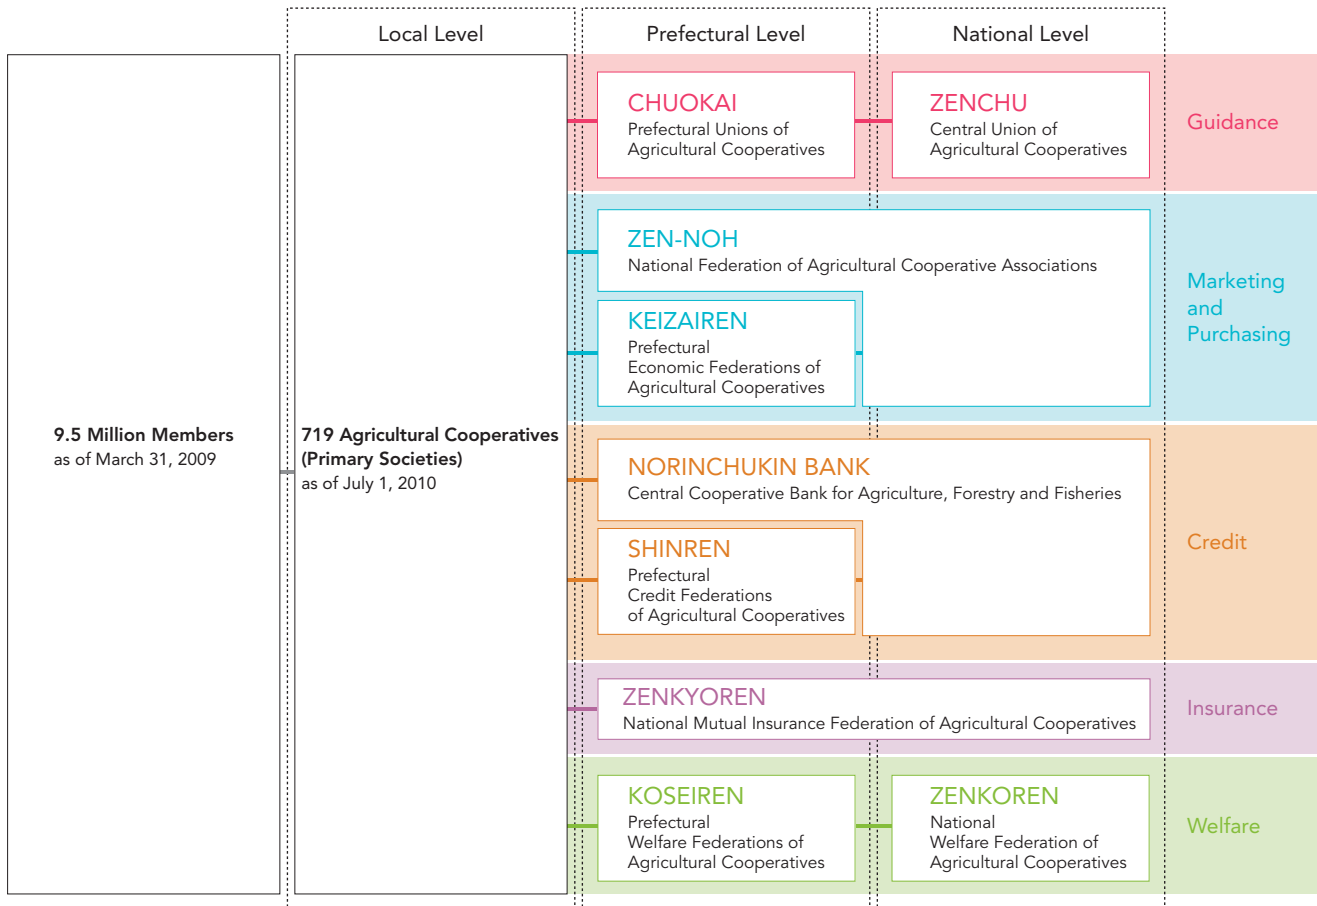 Local Level
Prefectural Level
National Level
9.5 Million Members
as of March 31, 2009
719 Agricultural Cooperatives
(Primary Societies)
as of July 1, 2010
CHUOKAI
Prefectural Unions of
Agricultural Cooperatives
ZENCHU
Central Union of
Agricultural Cooperatives
Guidance
ZEN-NOH
National Federation of Agricultural Cooperative Associations
KEIZAIREN
Prefectural
Economic Federations of
Agricultural Cooperatives
Marketing
and
Purchasing
NORINCHUKIN BANK
Central Cooperative Bank for Agriculture, Forestry and Fisheries
SHINREN
Prefectural
Credit Federations
of Agricultural Cooperatives
Credit
ZENKYOREN
National Mutual Insurance Federation of Agricultural Cooperatives
Insurance
KOSEIREN
Prefectural
Welfare Federations of
Agricultural Cooperatives
ZENKOREN
National
Welfare Federation of
Agricultural Cooperatives
Welfare